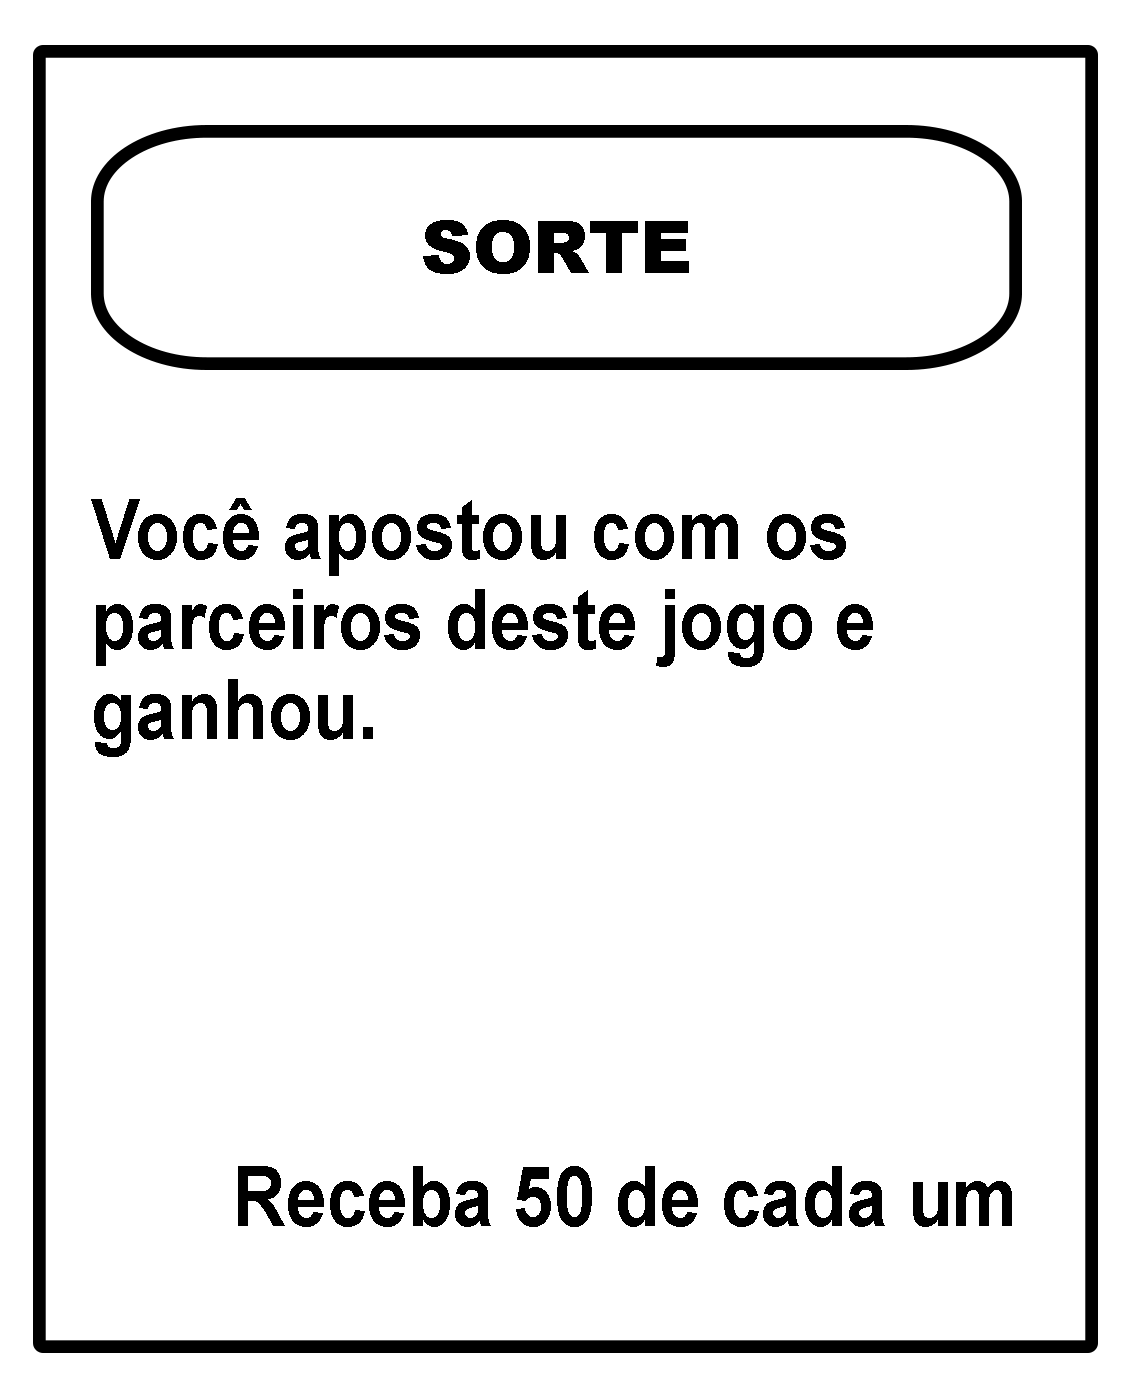 SORTE
Você apostou com os
parceiros deste jogo e
ganhou.
Receba 50 de cada um